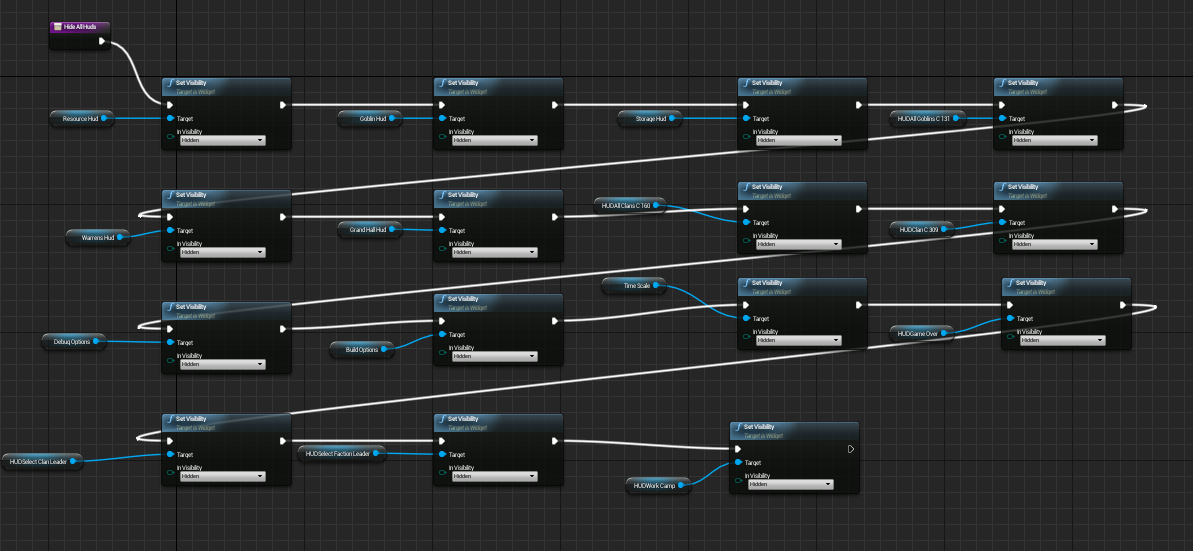 Hide All Huds
Set Visibility
Target is Widget
Resource Hud
Target
In Visibility
Hidden
Set Visibility
Target is Widget
Goblin Hud
Target
In Visibility
Hidden
Set Visibility
Target is Widget
Storage Hud
Target
In Visibility
Hidden
Set Visibility
Target is Widget
HUDAll Goblins C 131
Target
In Visibility
Hidden
Set Visibility
Target is Widget
Warrens Hud
Target
In Visibility
Hidden
Set Visibility
Target is Widget
Grand Hall Hud
Target
In Visibility
Hidden
Set Visibility
Target is Widget
HUDAll Clans C 160
Target
In Visibility
Hidden
Set Visibility
Target is Widget
HUDClan C 309
Target
In Visibility
Hidden
Set Visibility
Target is Widget
Debug Options
Target
In Visibility
Hidden
Set Visibility
Target is Widget
Build Options
Target
In Visibility
Hidden
Set Visibility
Target is Widget
Time Scale
Target
In Visibility
Hidden
Set Visibility
Target is Widget
HUDGame Over
Target
In Visibility
Hidden
Set Visibility
Target is Widget
HUDSelect Clan Leader
Target
In Visibility
Hidden
Set Visibility
Target is Widget
HUDSelect Faction Leader
Target
In Visibility
Hidden
Set Visibility
Target is Widget
HUDWork Camp
Target
In Visibility
Hidden